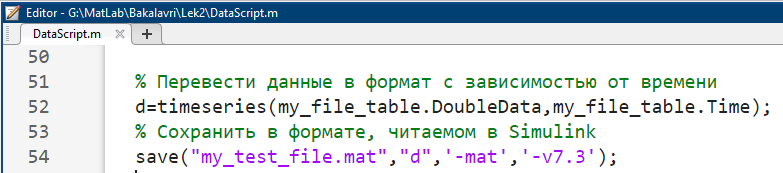 Editor - G:\MatLab\Bakalavri\Lek2\DataScript.m
DataScript.m × +
50
51 % Перевести данные в формат с зависимостью от времени
52 d=timeseries(my_file_table.DoubleData,my_file_table.Time);
53 % Сохранить в формате, читаемом в Simulink
54 save("my_test_file.mat","d",'-mat','-v7.3');